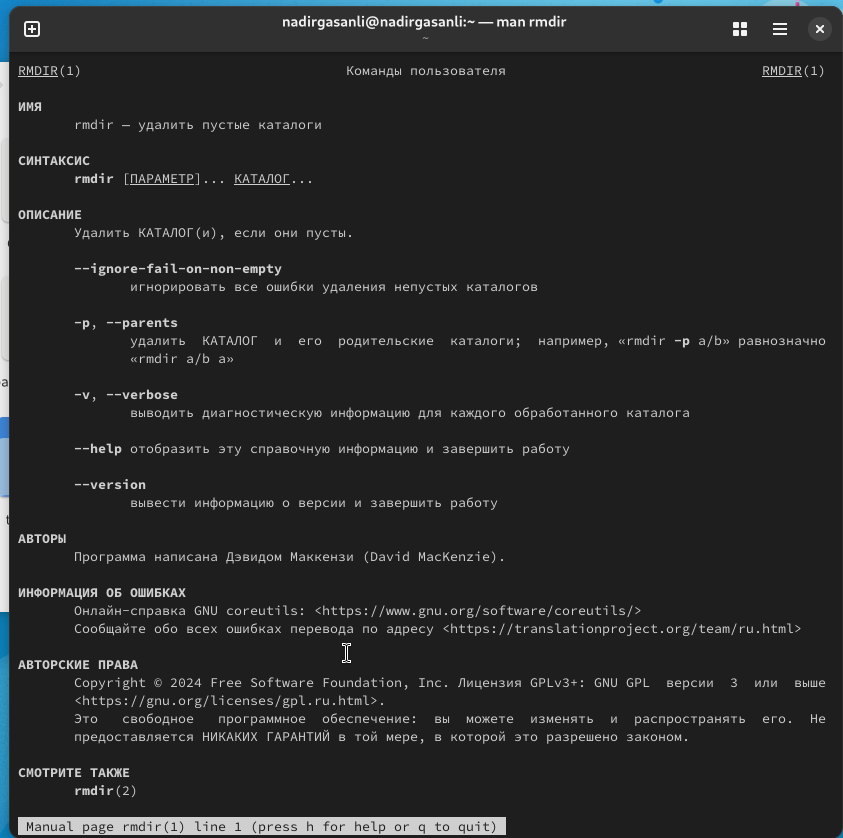 nadirgasanli@nadirgasanli:~ — man rmdir
~
RMDIR(1) Команды пользователя RMDIR(1)
ИМЯ
rmdir — удалить пустые каталоги
СИНТАКСИС
rmdir [ПАРАМЕТР]... КАТАЛОГ...
ОПИСАНИЕ
Удалить КАТАЛОГ(и), если они пусты.
--ignore-fail-on-non-empty
игнорировать все ошибки удаления непустых каталогов
-p, --parents
удалить КАТАЛОГ и его родительские каталоги; например, «rmdir -p a/b» равнозначно
«rmdir a/b a»
-v, --verbose
выводить диагностическую информацию для каждого обработанного каталога
--help отобразить эту справочную информацию и завершить работу
--version
вывести информацию о версии и завершить работу
АВТОРЫ
Программа написана Дэвидом Маккензи (David MacKenzie).
ИНФОРМАЦИЯ ОБ ОШИБКАХ
Онлайн-справка GNU coreutils: <https://www.gnu.org/software/coreutils/>
Сообщайте обо всех ошибках перевода по адресу <https://translationproject.org/team/ru.html>
АВТОРСКИЕ ПРАВА
Copyright © 2024 Free Software Foundation, Inc. Лицензия GPLv3+: GNU GPL версии 3 или выше
<https://gnu.org/licenses/gpl.ru.html>.
Это свободное программное обеспечение: вы можете изменять и распространять его. Не
предоставляется НИКАКИХ ГАРАНТИЙ в той мере, в которой это разрешено законом.
СМОТРИТЕ ТАКЖЕ
rmdir(2)
Manual page rmdir(1) line 1 (press h for help or q to quit)